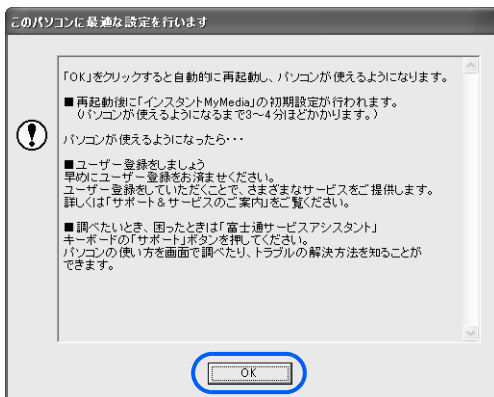 このパソコンに最適な設定を行います
「OK」をクリックすると自動的に再起動し、パソコンが使えるようになります。
■再起動後に「インスタントMyMedia」の初期設定が行われます。
（パソコンが使えるようになるまで3～4分ほどかかります。）
パソコンが使えるようになったら・・・
■ユーザー登録をしましょう
早めにユーザー登録をお済ませください。
ユーザー登録をしていただくことで、さまざまなサービスをご提供します。
詳しくは「サポート＆サービスのご案内」をご覧ください。
■調べたいとき、困ったときは「富士通サービスアシスタント」
キーボードの「サポート」ボタンを押してください。
パソコンの使い方を画面で調べたり、トラブルの解決方法を知ることが
できます。
OK